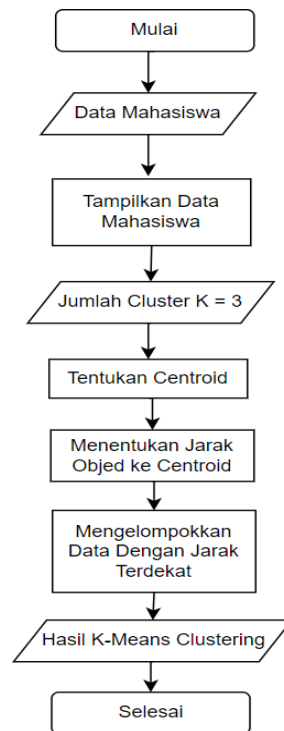 Mulai
Data Mahasiswa
Tampilkan Data
Mahasiswa
Jumlah Cluster K = 3
Tentukan Centroid
Menentukan Jarak
Objed ke Centroid
Mengelompokkan
Data Dengan Jarak
Terdekat
Hasil K-Means Clustering
Selesai